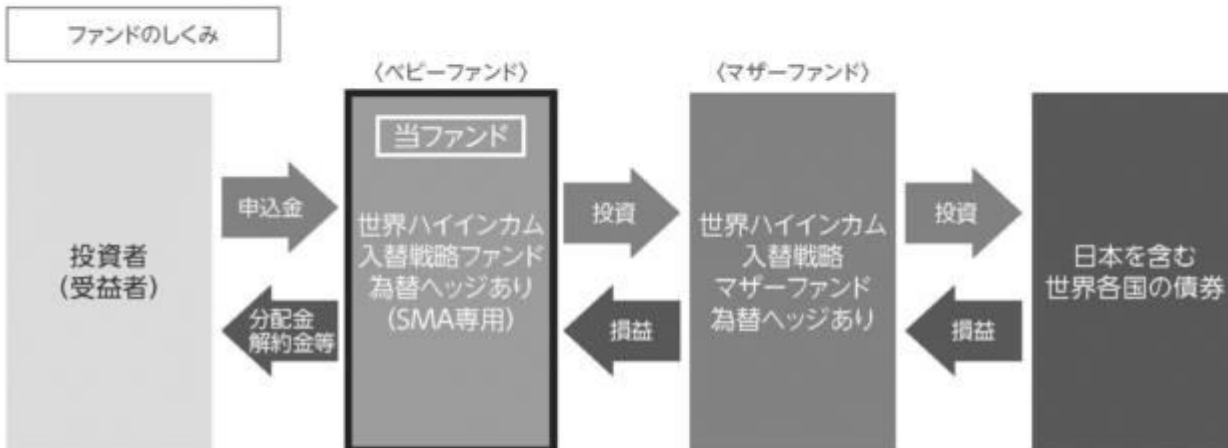 ファンドのしくみ
〈ベビーファンド〉
〈マザーファンド〉
投資者
(受益者)
申込金
分配金
解約金等
当ファンド
世界ハイインカム
入替戦略ファンド
為替ヘッジあり
(SMA専用)
投資
損益
世界ハイインカム
入替戦略
マザーファンド
為替ヘッジあり
投資
損益
日本を含む
世界各国の債券